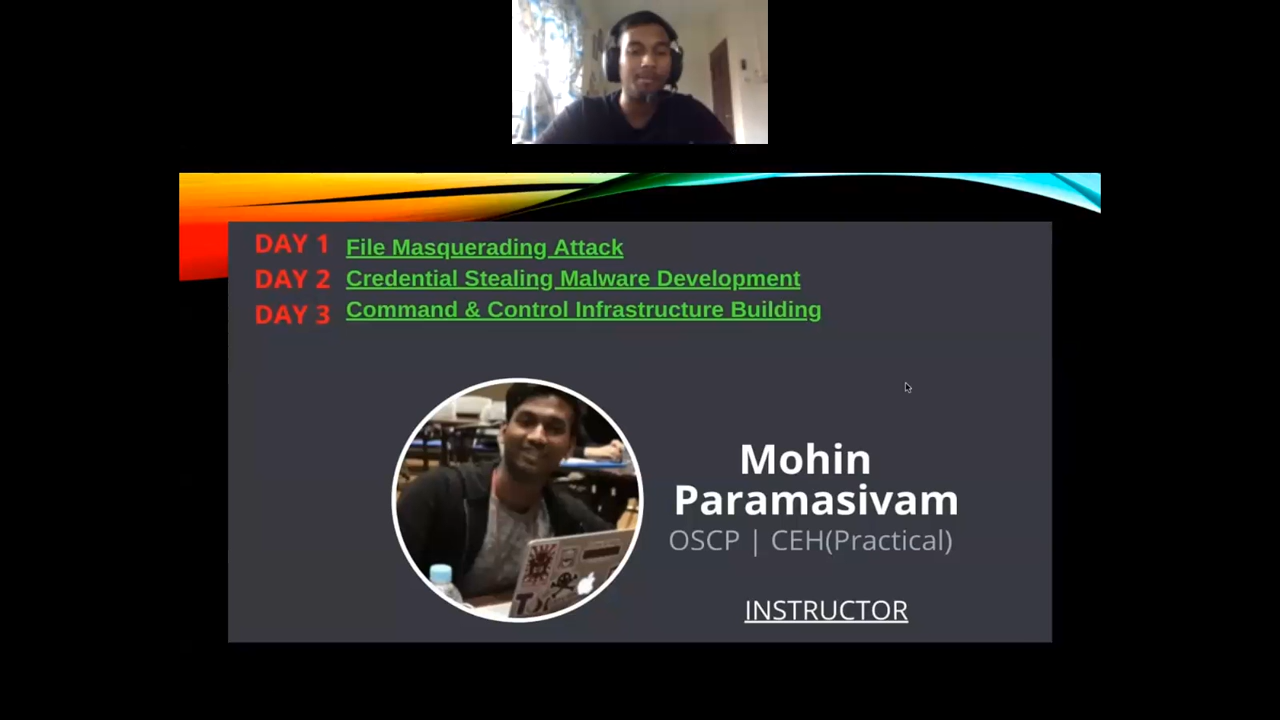 DAY 1 File Masquerading Attack
DAY 2 Credential Stealing Malware Development
DAY 3 Command & Control Infrastructure Building
Mohin
Paramasivam
OSCP | CEH(Practical)
INSTRUCTOR